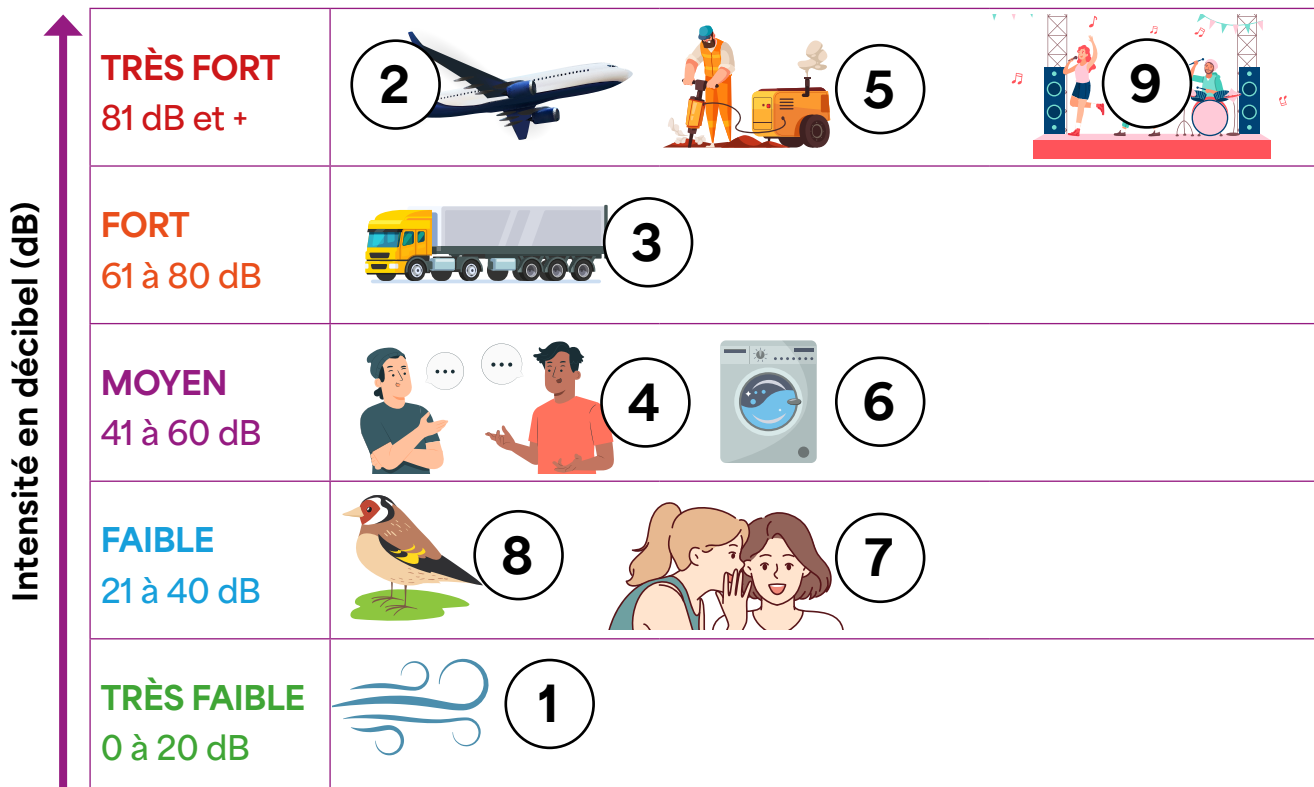 Intensité en décibel (dB)
TRÈS FORT
81 dB et +
2
5
9
FORT
61 à 80 dB
3
MOYEN
41 à 60 dB
4
6
FAIBLE
21 à 40 dB
8
7
TRÈS FAIBLE
0 à 20 dB
1